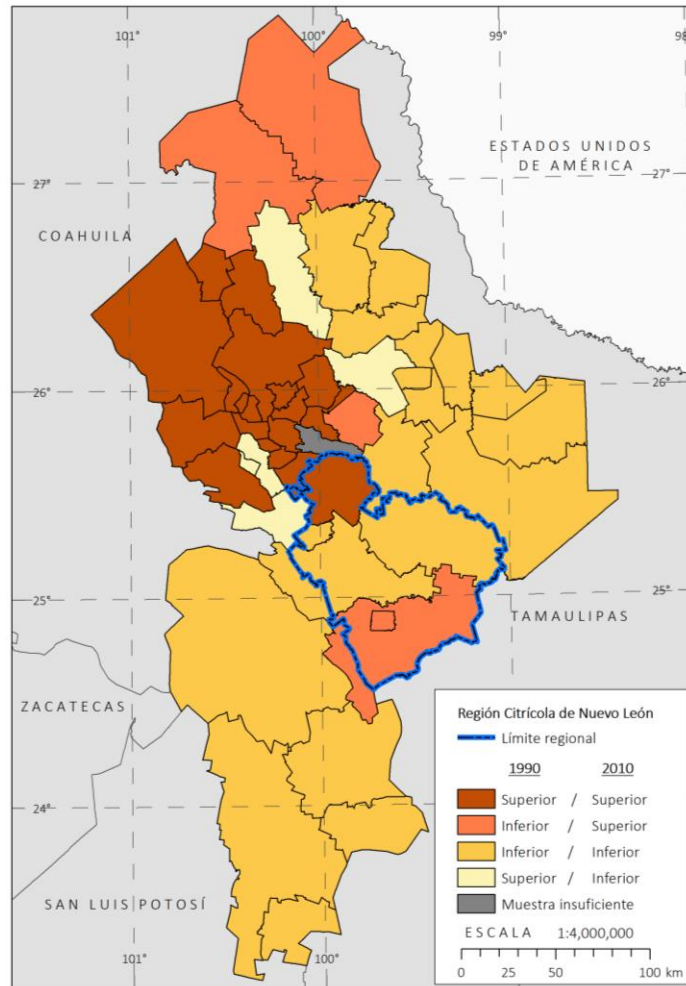 101°
100°
99°
98
ESTADOS UNIDOS
DE AMÉRICA
27°
27°
COAHUILA
26°
26°
25°
25°
TAMAULIPAS
ZACATECAS
24°
SAN LUIS POTOSÍ
101°
100°
Región Citrícola de Nuevo León
Límite regional
1990 2010
Superior / Superior
Inferior / Superior
Inferior / Inferior
Superior / Inferior
Muestra insuficiente
ESCALA 1:4,000,000
0 25 50 100 km